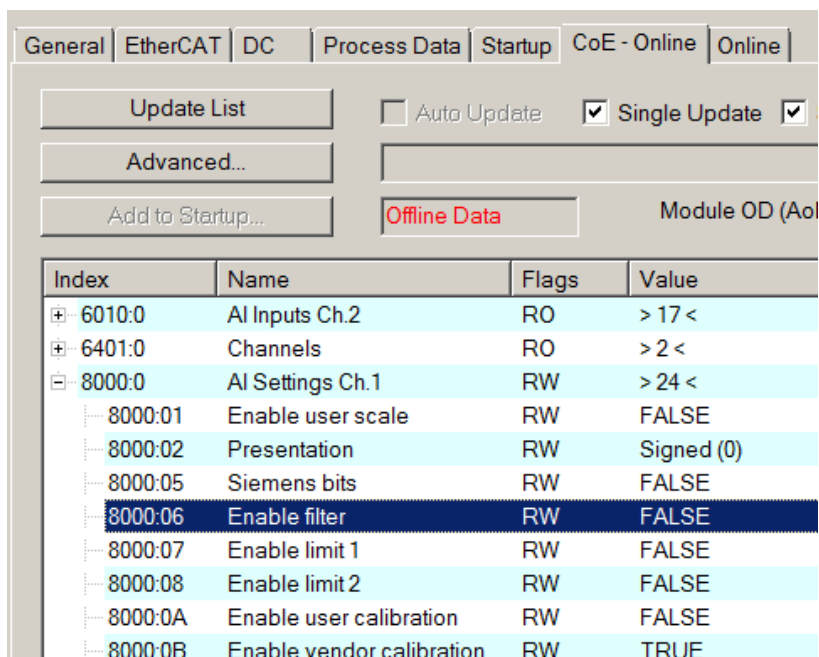 General EtherCAT DC Process Data Startup CoE - Online Online
Update List Auto Update Single Update
Advanced...
Add to Startup... Offline Data Module OD (AoE
Index Name Flags Value
6010:0 AI Inputs Ch.2 RO > 17 <
6401:0 Channels RO > 2 <
8000:0 AI Settings Ch.1 RW > 24 <
8000:01 Enable user scale RW FALSE
8000:02 Presentation RW Signed (0)
8000:05 Siemens bits RW FALSE
8000:06 Enable filter RW FALSE
8000:07 Enable limit 1 RW FALSE
8000:08 Enable limit 2 RW FALSE
8000:0A Enable user calibration RW FALSE
8000:0B Enable vendor calibration RW TRUE